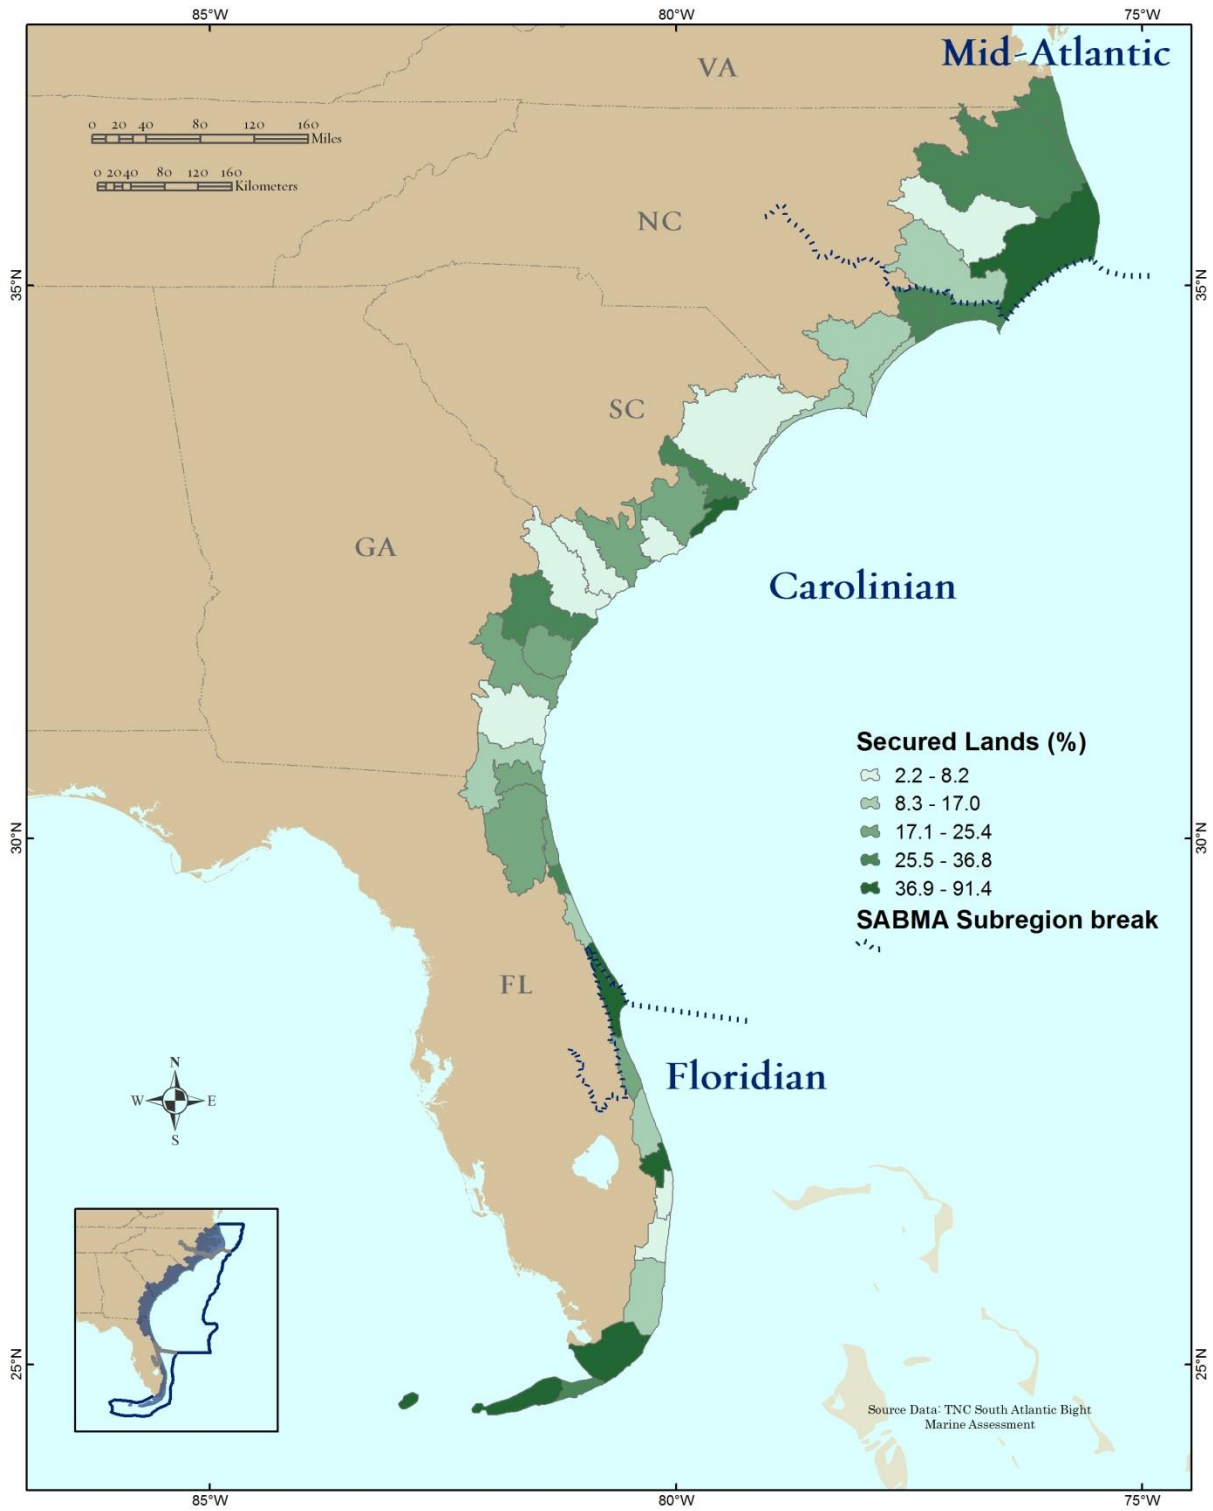 85°W 80°W 75°W
Mid-Atlantic
VA
0 20 40 80 120 160
Miles
0 20 40 80 120 160
Kilometers
NC
35°N 35°N
SC
GA
Carolinian
Secured Lands (%)
2.2 - 8.2
8.3 - 17.0
17.1 - 25.4
25.5 - 36.8
36.9 - 91.4
SABMA Subregion break
30°N 30°N
FL
Floridian
N
W E
S
25°N 25°N
Source Data: TNC South Atlantic Bight
Marine Assessment
85°W 80°W 75°W